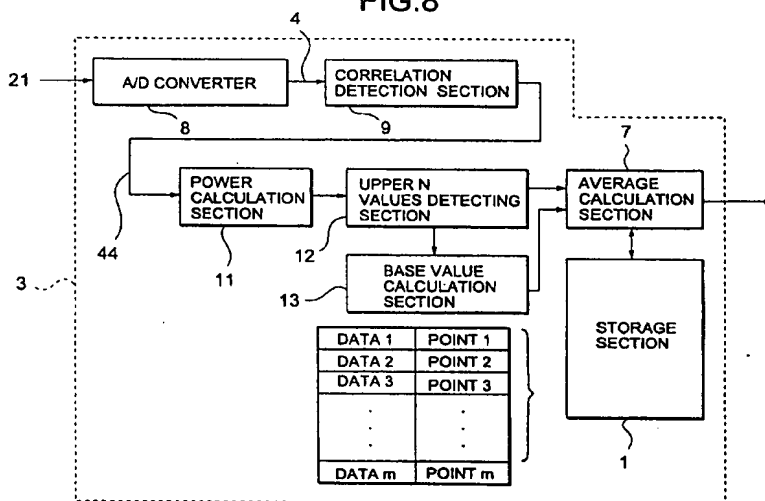 FIG.8
4
21
A/D CONVERTER
CORRELATION
DETECTION SECTION
8
9
7
POWER
CALCULATION
SECTION
UPPER N
VALUES DETECTING
SECTION
AVERAGE
CALCULATION
SECTION
44
11
12
3
13
BASE VALUE
CALCULATION
SECTION
STORAGE
SECTION
DATA 1 POINT 1
DATA 2 POINT 2
DATA 3 POINT 3
. .
. .
. .
DATA m POINT m
1